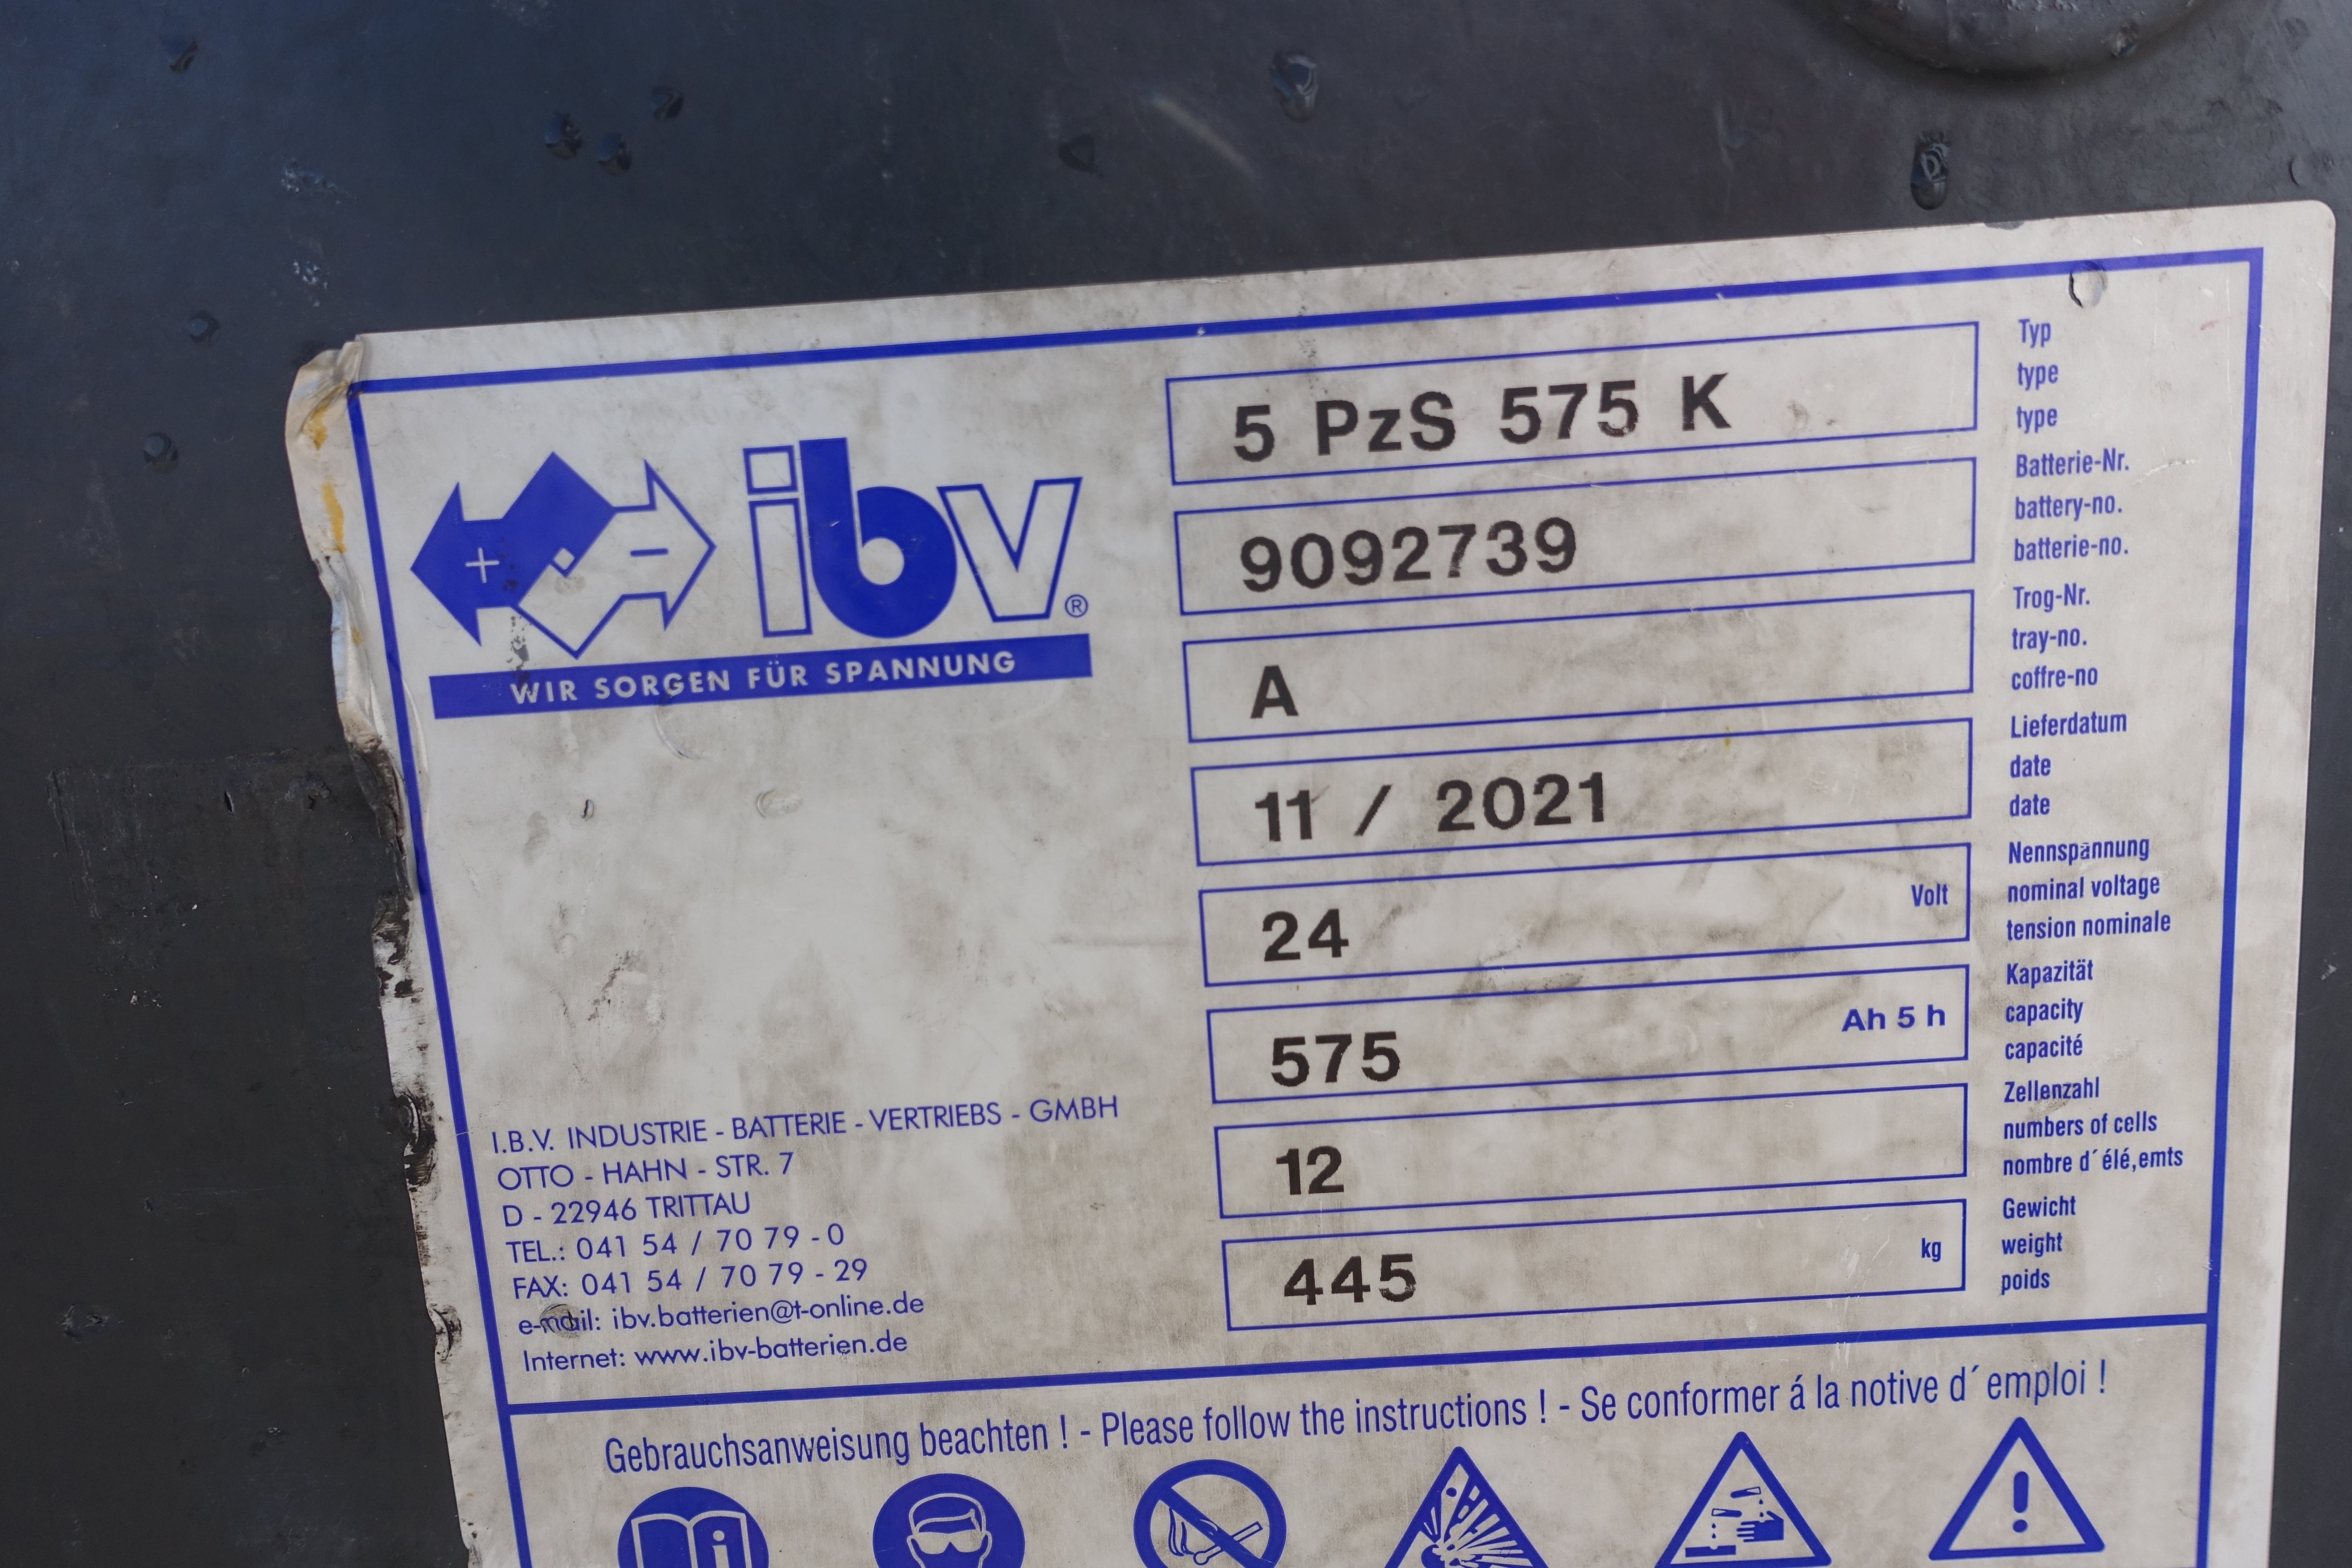 ibv®
WIR SORGEN FÜR SPANNUNG
5 PzS 575 K
Typ
type
type
9092739
Batterie-Nr.
battery-no.
batterie-no.
A
Trog-Nr.
tray-no.
coffre-no
11 / 2021
Lieferdatum
date
date
24 Volt
Nennspannung
nominal voltage
tension nominale
575 Ah 5 h
Kapazität
capacity
capacité
12
Zellenzahl
numbers of cells
nombre d´élé,emts
445 kg
Gewicht
weight
poids
I.B.V. INDUSTRIE - BATTERIE - VERTRIEBS - GMBH
OTTO - HAHN - STR. 7
D - 22946 TRITTAU
TEL.: 041 54 / 70 79 - 0
FAX: 041 54 / 70 79 - 29
e-mail: ibv.batterien@t-online.de
Internet: www.ibv-batterien.de
Gebrauchsanweisung beachten ! - Please follow the instructions ! - Se conformer á la notive d´emploi !